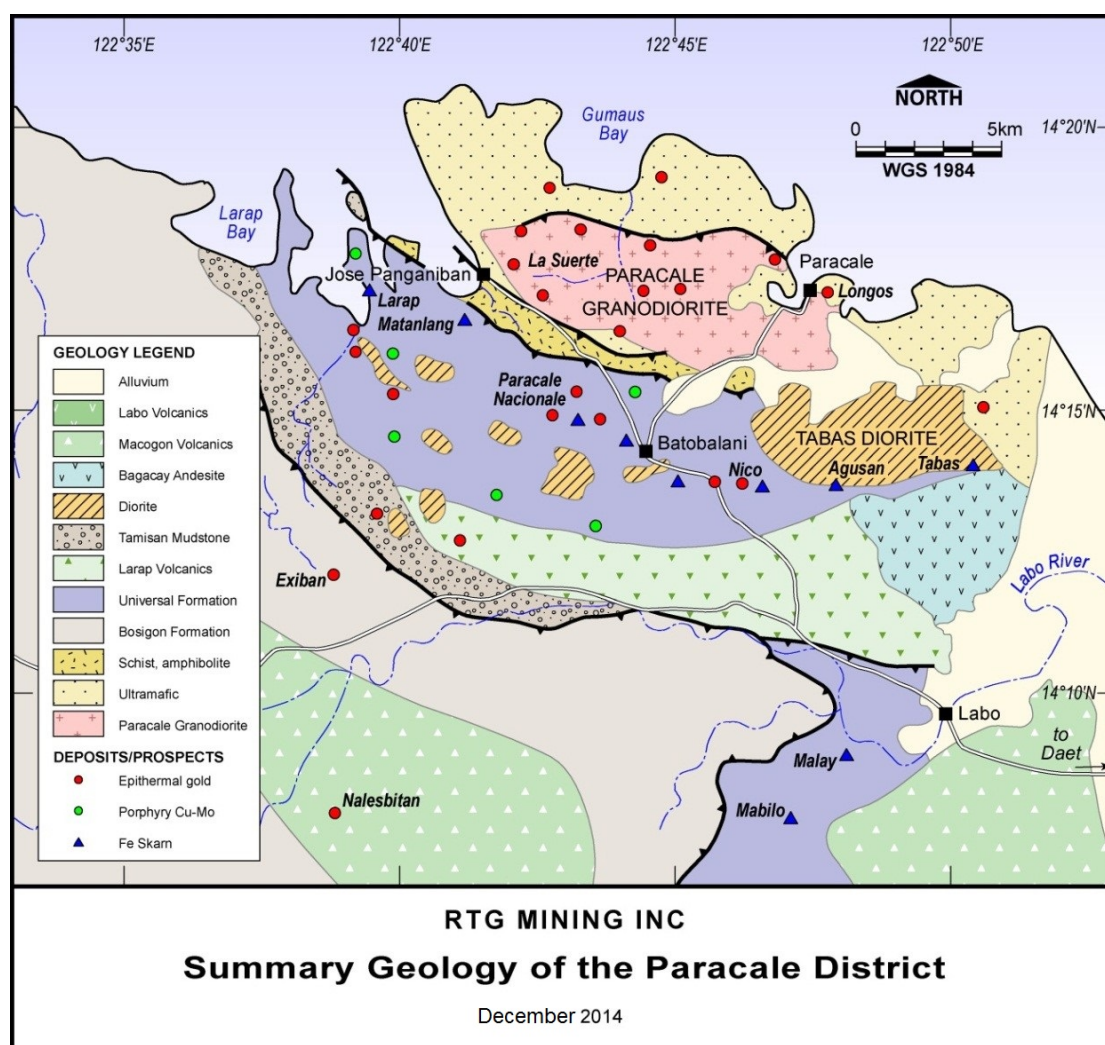 122°35'E
122°40'E
122°45'E
122°50'E
NORTH
0
5km
WGS 1984
14°20'N
Gumaus
Bay
Larap
Bay
La Suerte
PARACALE
GRANODIORITE
Paracale
Longos
Jose Panganiban
Larap
Matanlang
14°15'N
Paracale
Nacionale
Batobalani
TABAS DIORITE
Nico
Agusan
Tabas
Exiban
Labo River
14°10'N
Labo
to
Daet
Malay
Mabilo
Nalesbitan
GEOLOGY LEGEND
Alluvium
Labo Volcanics
Macogon Volcanics
Bagacay Andesite
Diorite
Tamisan Mudstone
Larap Volcanics
Universal Formation
Bosigon Formation
Schist, amphibolite
Ultramafic
Paracale Granodiorite
DEPOSITS/PROSPECTS
Epithermal gold
Porphyry Cu-Mo
Fe Skarn
RTG MINING INC
Summary Geology of the Paracale District
December 2014